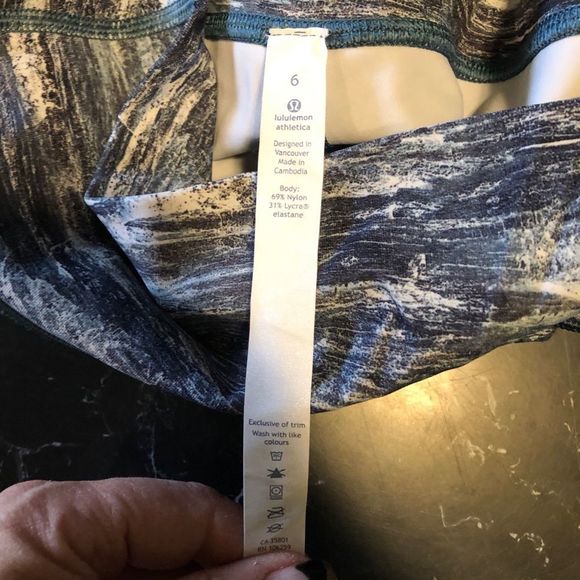 6
lululemon
athletica
Designed in
Vancouver
Made in
Cambodia
Body:
69% Nylon
31% Lycra®
elastane
Exclusive of trim
Wash with like
colours
CA 35801
RN 106259